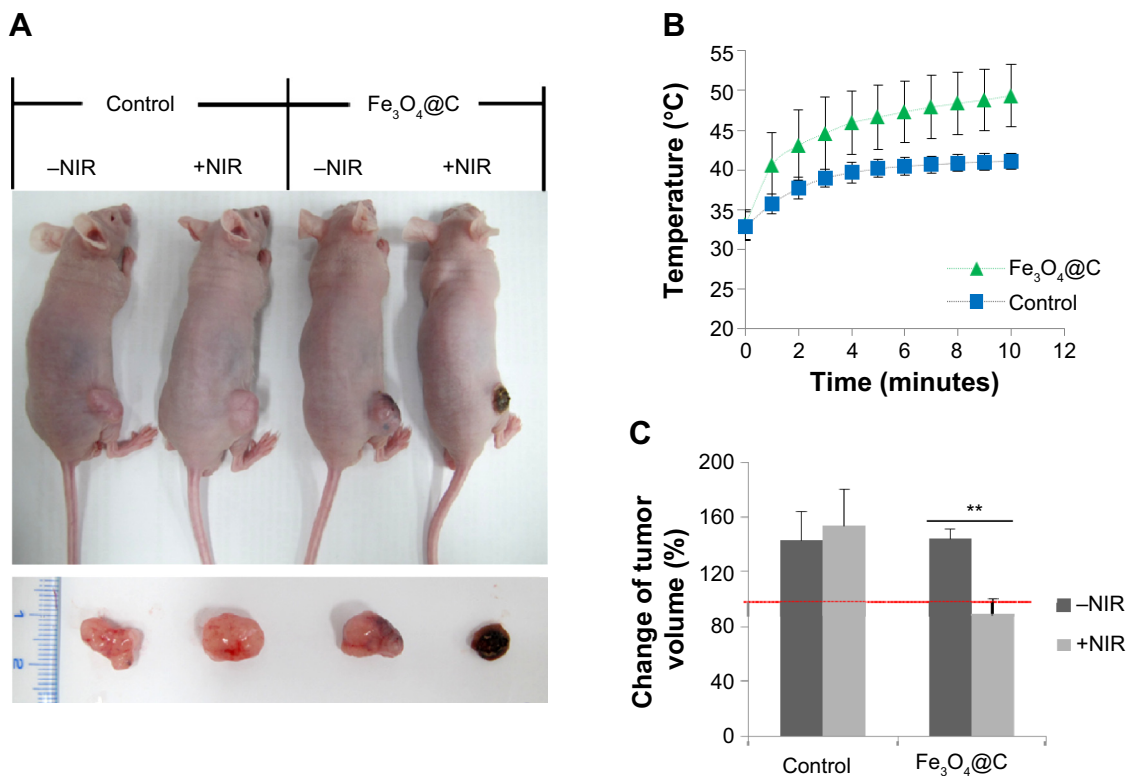 A
Control Fe₃O₄@C
–NIR +NIR –NIR +NIR
1
2
B
Temperature (°C)
55
50
45
40
35
30
25
20
0 2 4 6 8 10 12
Time (minutes)
Fe₃O₄@C
Control
C
Change of tumor
volume (%)
200
160
120
80
40
0
**
–NIR
+NIR
Control Fe₃O₄@C